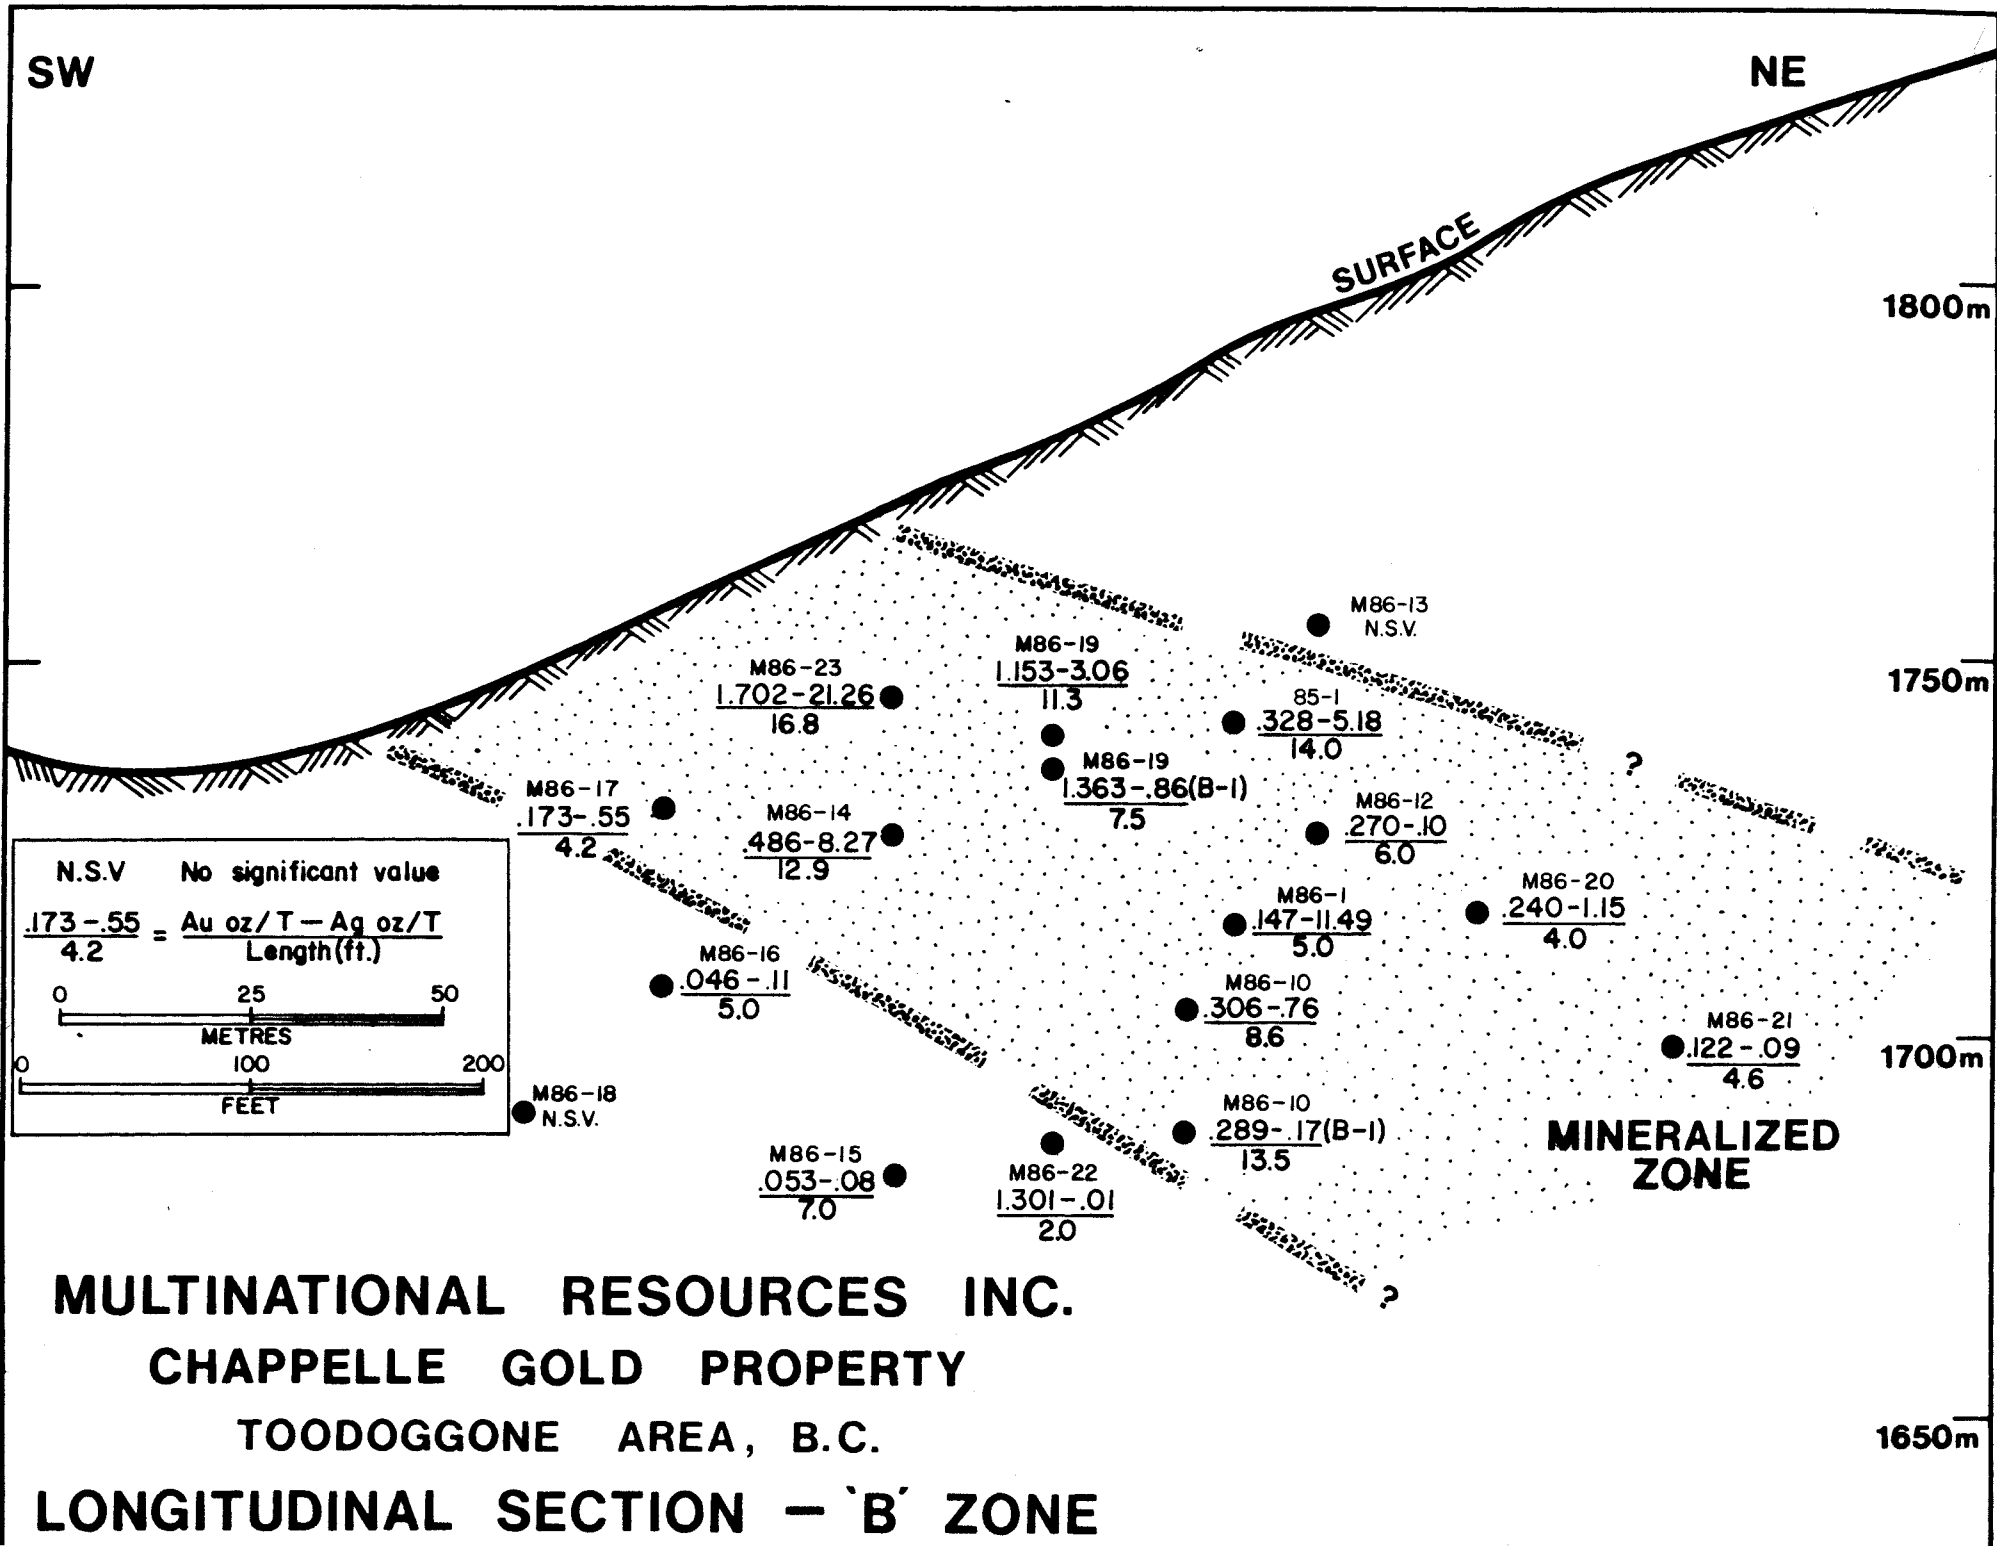 SW
NE
SURFACE
1800m
1750m
1700m
1650m
M86-13
N.S.V.
M86-19
1.153-3.06
11.3
M86-23
1.702-21.26
16.8
85-1
.328-5.18
14.0
?
M86-19
1.363-.86(B-1)
7.5
M86-17
.173-.55
4.2
M86-14
.486-8.27
12.9
M86-12
.270-.10
6.0
M86-20
.240-1.15
4.0
M86-1
.147-11.49
5.0
M86-16
.046-.11
5.0
M86-10
.306-.76
8.6
M86-21
.122-.09
4.6
M86-18
N.S.V.
M86-10
.289-.17(B-1)
13.5
M86-15
.053-.08
7.0
M86-22
1.301-.01
2.0
?
MINERALIZED
ZONE
N.S.V No significant value
.173-.55 = Au oz/T - Ag oz/T
4.2 Length(ft.)
0 25 50
METRES
0 100 200
FEET
MULTINATIONAL RESOURCES INC.
CHAPPELLE GOLD PROPERTY
TOODOGGONE AREA, B.C.
LONGITUDINAL SECTION - 'B' ZONE